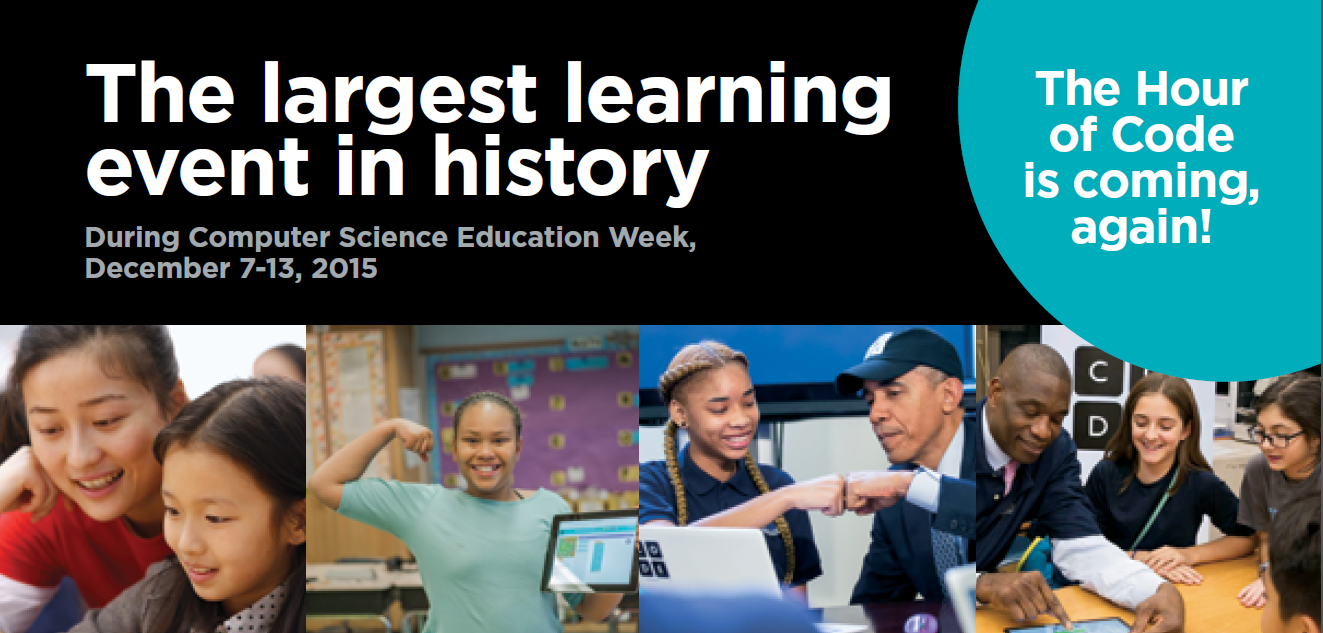 The largest learning
event in history
During Computer Science Education Week,
December 7-13, 2015
The Hour
of Code
is coming,
again!
C
D